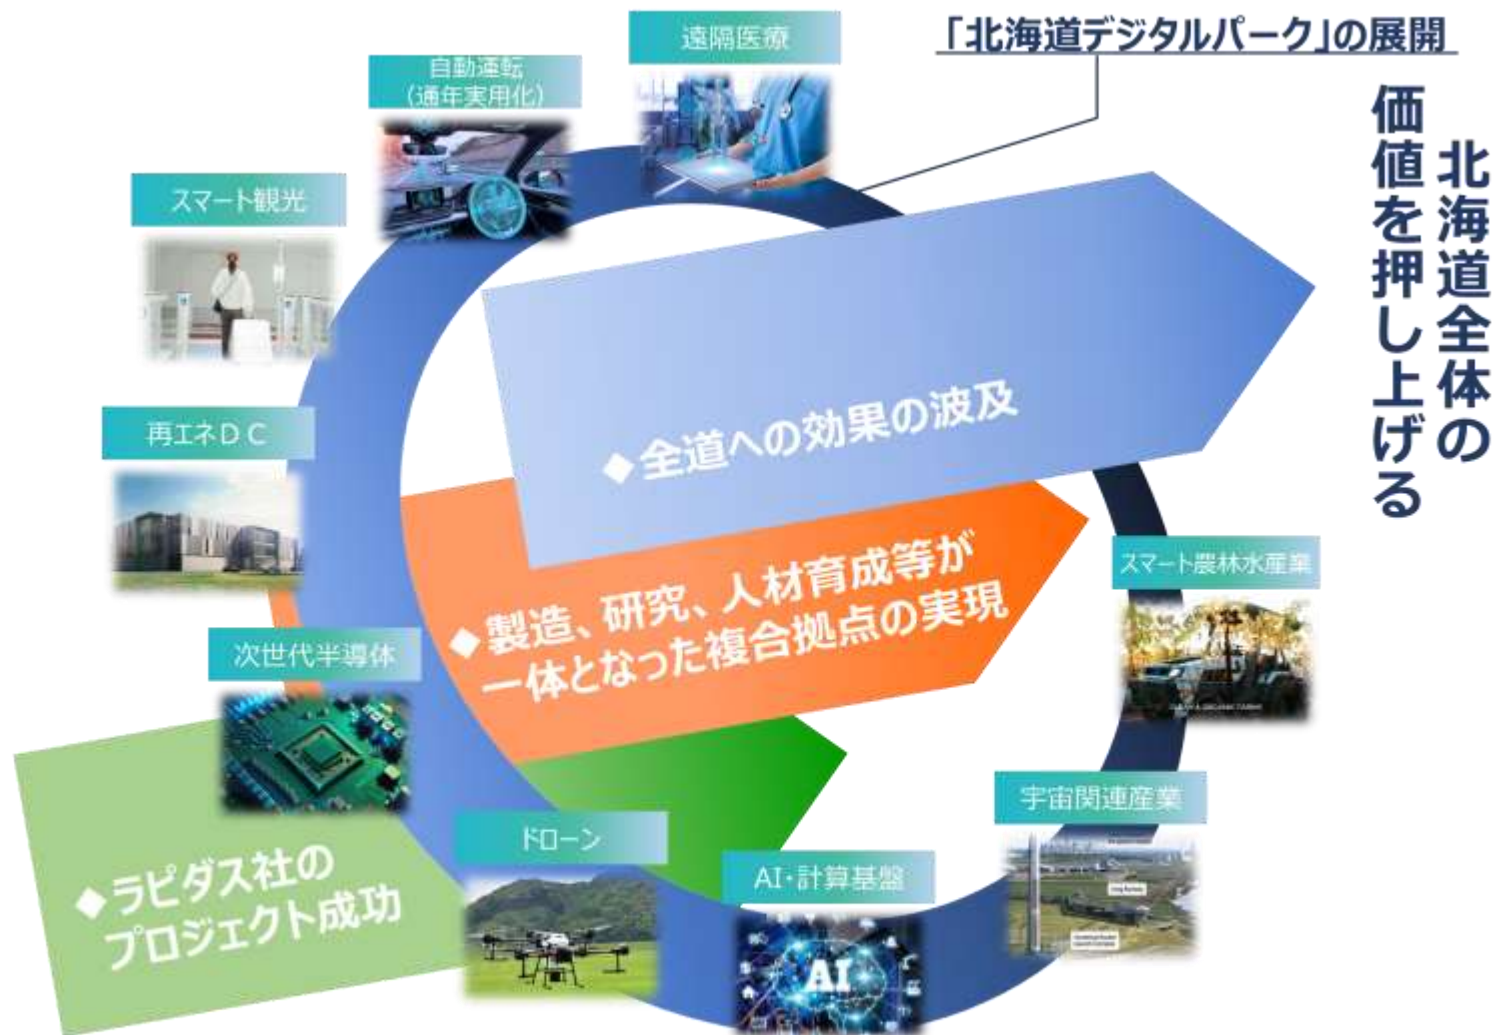 「北海道デジタルパーク」の展開
北海道全体の
価値を押し上げる
遠隔医療
自動運転
(通年実用化)
スマート観光
再エネＤＣ
次世代半導体
ドローン
AI・計算基盤
AI
宇宙関連産業
スマート農林水産業
◆全道への効果の波及
◆製造、研究、人材育成等が
一体となった複合拠点の実現
◆ラピダス社の
プロジェクト成功